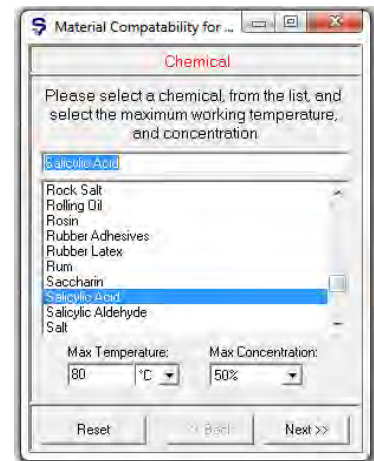 Material Compatability for ...
Chemical
Please select a chemical, from the list, and
select the maximum working temperature,
and concentration
Salicylic Acid
Rock Salt
Rolling Oil
Rosin
Rubber Adhesives
Rubber Latex
Rum
Saccharin
Salicylic Acid
Salicylic Aldehyde
Salt
Max Temperature: Max Concentration:
80 °C 50%
Reset << Back Next >>